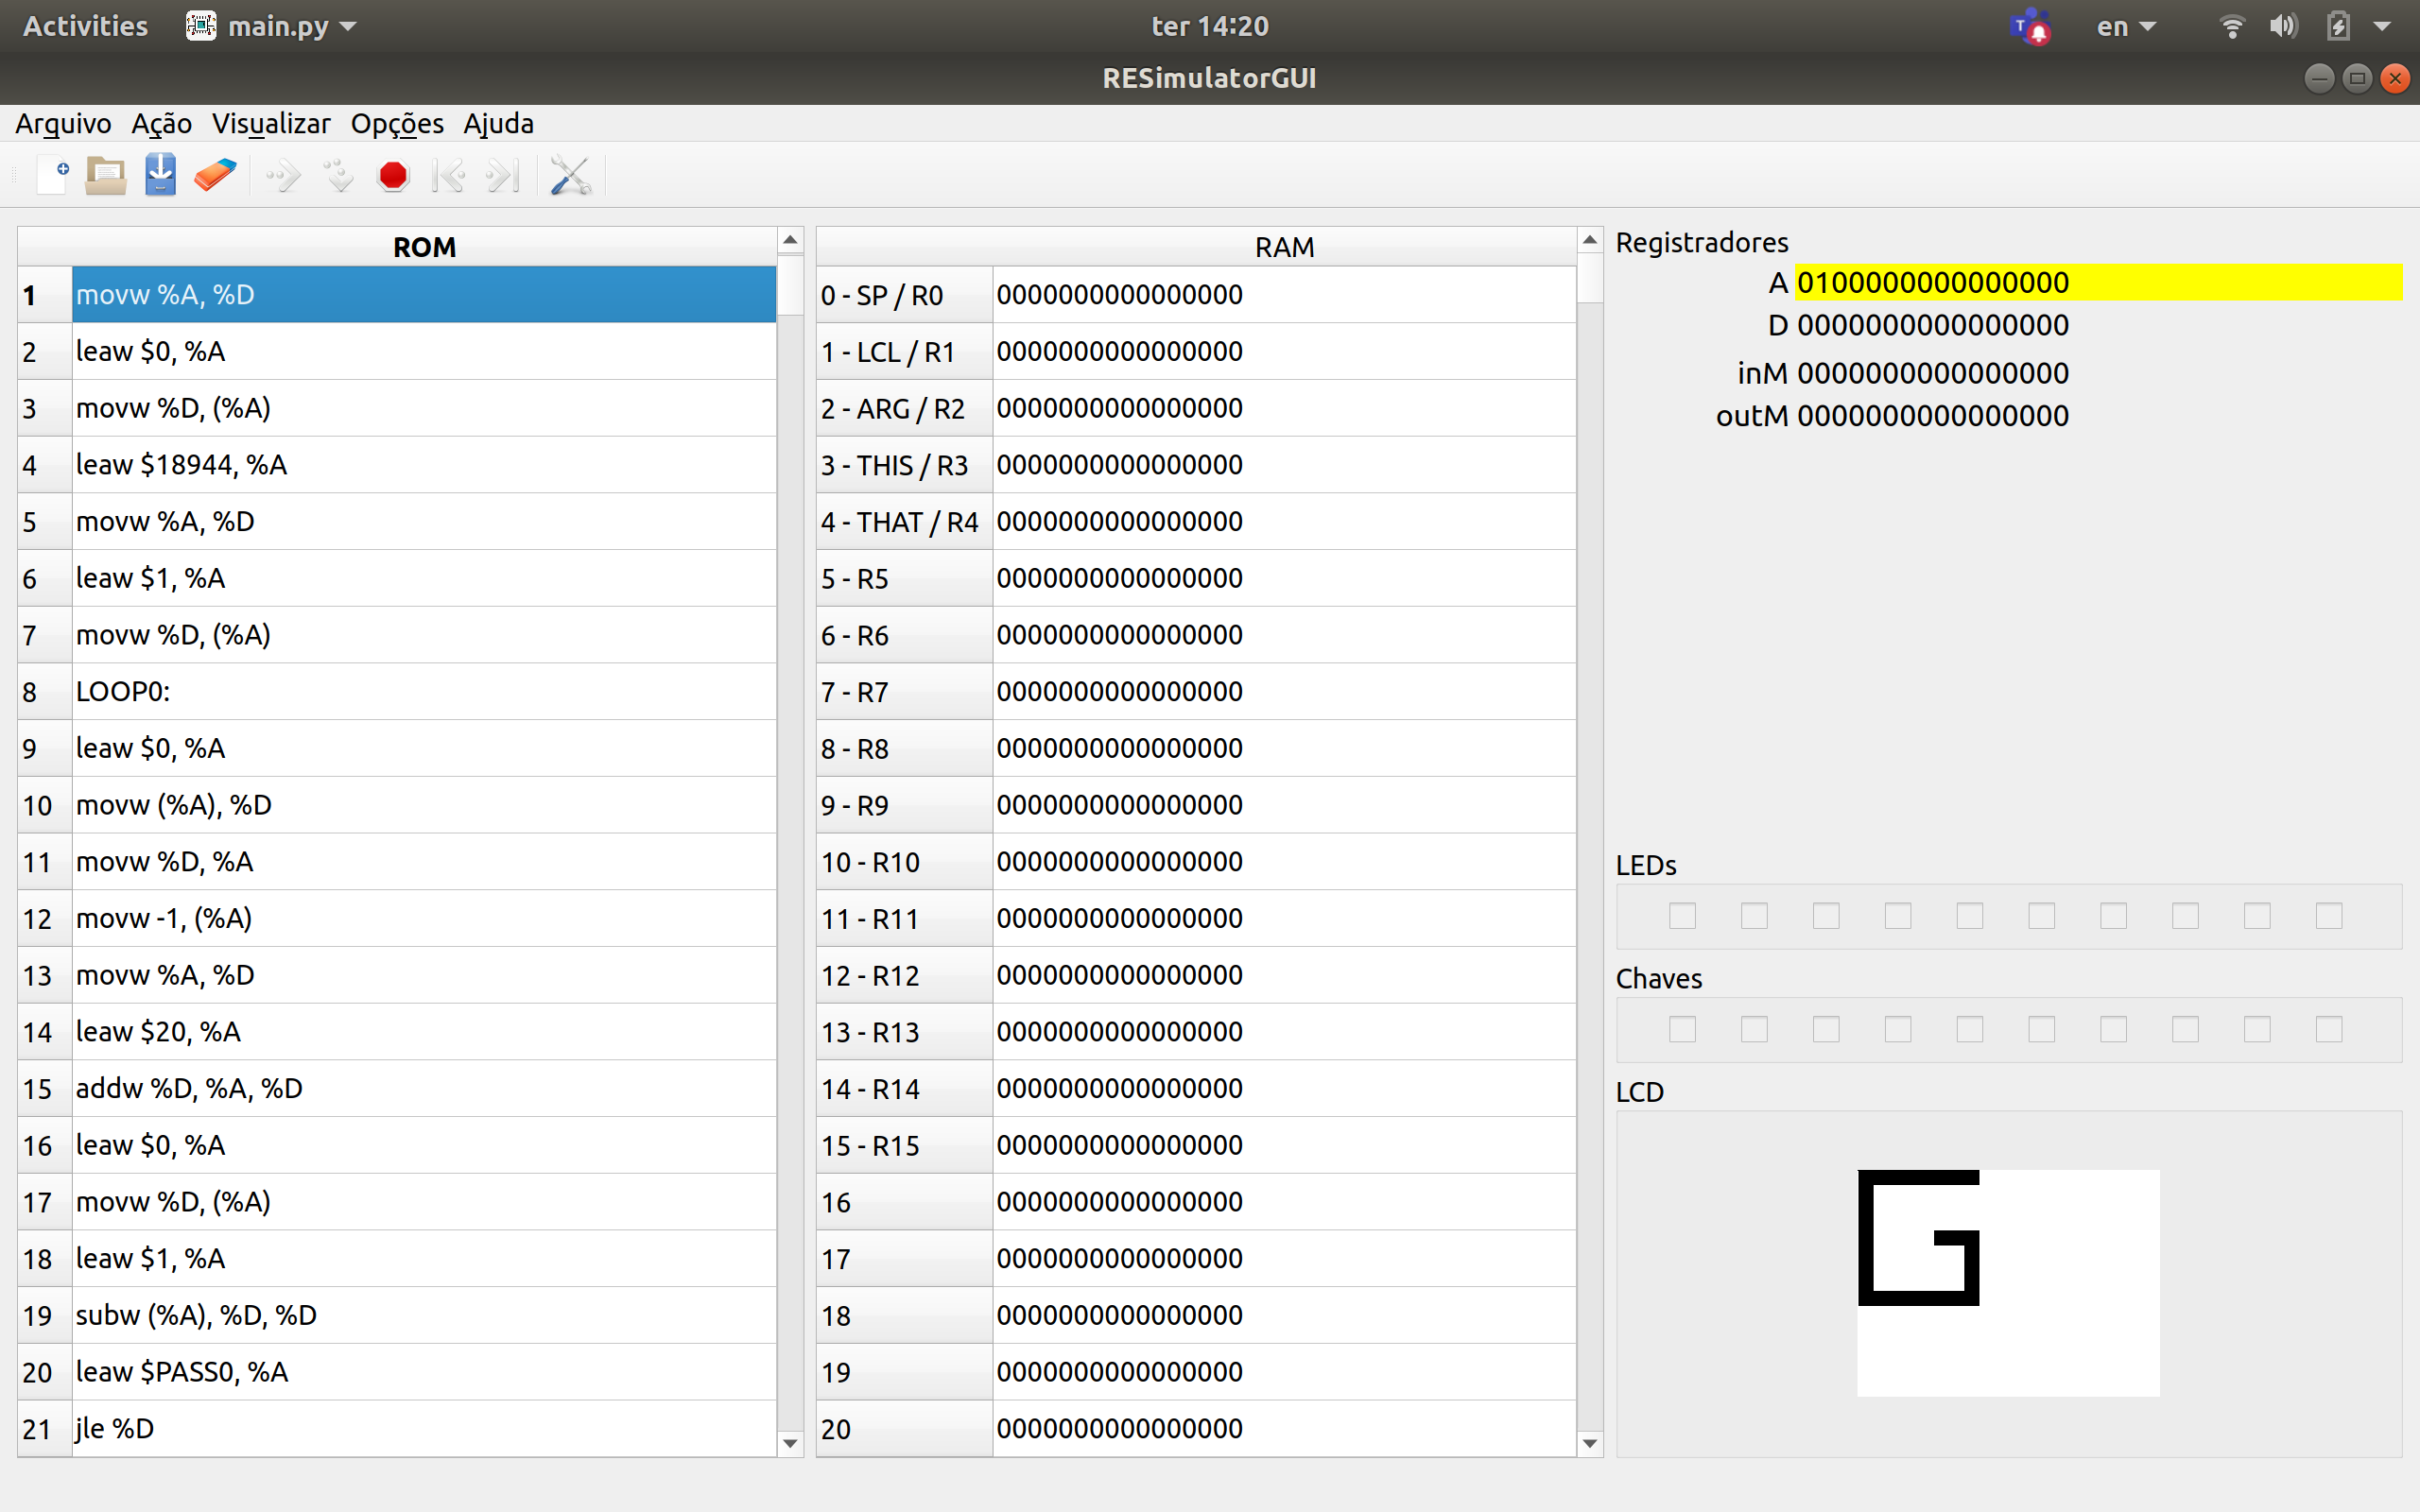 Activities main.py ter 14:20 en
RESimulatorGUI
Arquivo Ação Visualizar Opções Ajuda
ROM
1 movw %A, %D
2 leaw $0, %A
3 movw %D, (%A)
4 leaw $18944, %A
5 movw %A, %D
6 leaw $1, %A
7 movw %D, (%A)
8 LOOP0:
9 leaw $0, %A
10 movw (%A), %D
11 movw %D, %A
12 movw -1, (%A)
13 movw %A, %D
14 leaw $20, %A
15 addw %D, %A, %D
16 leaw $0, %A
17 movw %D, (%A)
18 leaw $1, %A
19 subw (%A), %D, %D
20 leaw $PASS0, %A
21 jle %D
RAM
0 - SP / R0 0000000000000000
1 - LCL / R1 0000000000000000
2 - ARG / R2 0000000000000000
3 - THIS / R3 0000000000000000
4 - THAT / R4 0000000000000000
5 - R5 0000000000000000
6 - R6 0000000000000000
7 - R7 0000000000000000
8 - R8 0000000000000000
9 - R9 0000000000000000
10 - R10 0000000000000000
11 - R11 0000000000000000
12 - R12 0000000000000000
13 - R13 0000000000000000
14 - R14 0000000000000000
15 - R15 0000000000000000
16 0000000000000000
17 0000000000000000
18 0000000000000000
19 0000000000000000
20 0000000000000000
Registradores
A 0100000000000000
D 0000000000000000
inM 0000000000000000
outM 0000000000000000
LEDs
Chaves
LCD
G